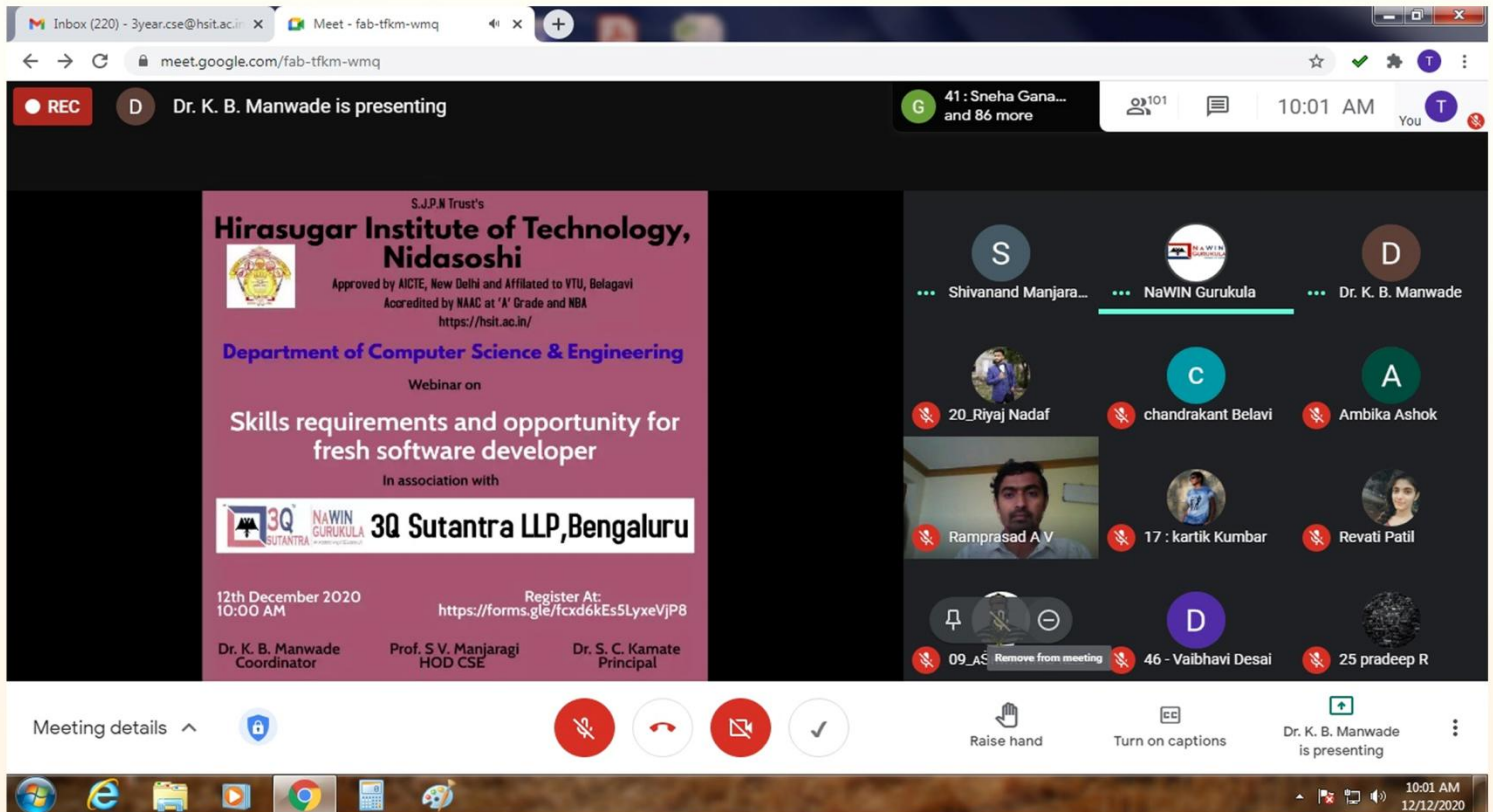 Inbox (220) - 3year.cse@hsit.ac.in
Meet - fab-tfkm-wmq
meet.google.com/fab-tfkm-wmq
T
REC
D
Dr. K. B. Manwade is presenting
G
41 : Sneha Gana...
and 86 more
101
10:01 AM
You
T
S.J.P.N Trust's
Hirasugar Institute of Technology,
Nidasoshi
Approved by AICTE, New Delhi and Affilated to VTU, Belagavi
Accredited by NAAC at 'A' Grade and NBA
https://hsit.ac.in/
Department of Computer Science & Engineering
Webinar on
Skills requirements and opportunity for
fresh software developer
In association with
3Q
SUTANTRA
NAWIN
GURUKULA
3Q Sutantra LLP,Bengaluru
12th December 2020
10:00 AM
Register At:
https://forms.gle/fcxd6kEs5LyxeVjP8
Dr. K. B. Manwade
Coordinator
Prof. S V. Manjaragi
HOD CSE
Dr. S. C. Kamate
Principal
S
Shivanand Manjara...
NAWIN
GURUKULA
NaWIN Gurukula
D
Dr. K. B. Manwade
20_Riyaj Nadaf
c
chandrakant Belavi
A
Ambika Ashok
Ramprasad A V
17 : kartik Kumbar
Revati Patil
Remove from meeting
D
46 - Vaibhavi Desai
25 pradeep R
Meeting details
Raise hand
CC
Turn on captions
Dr. K. B. Manwade
is presenting
10:01 AM
12/12/2020